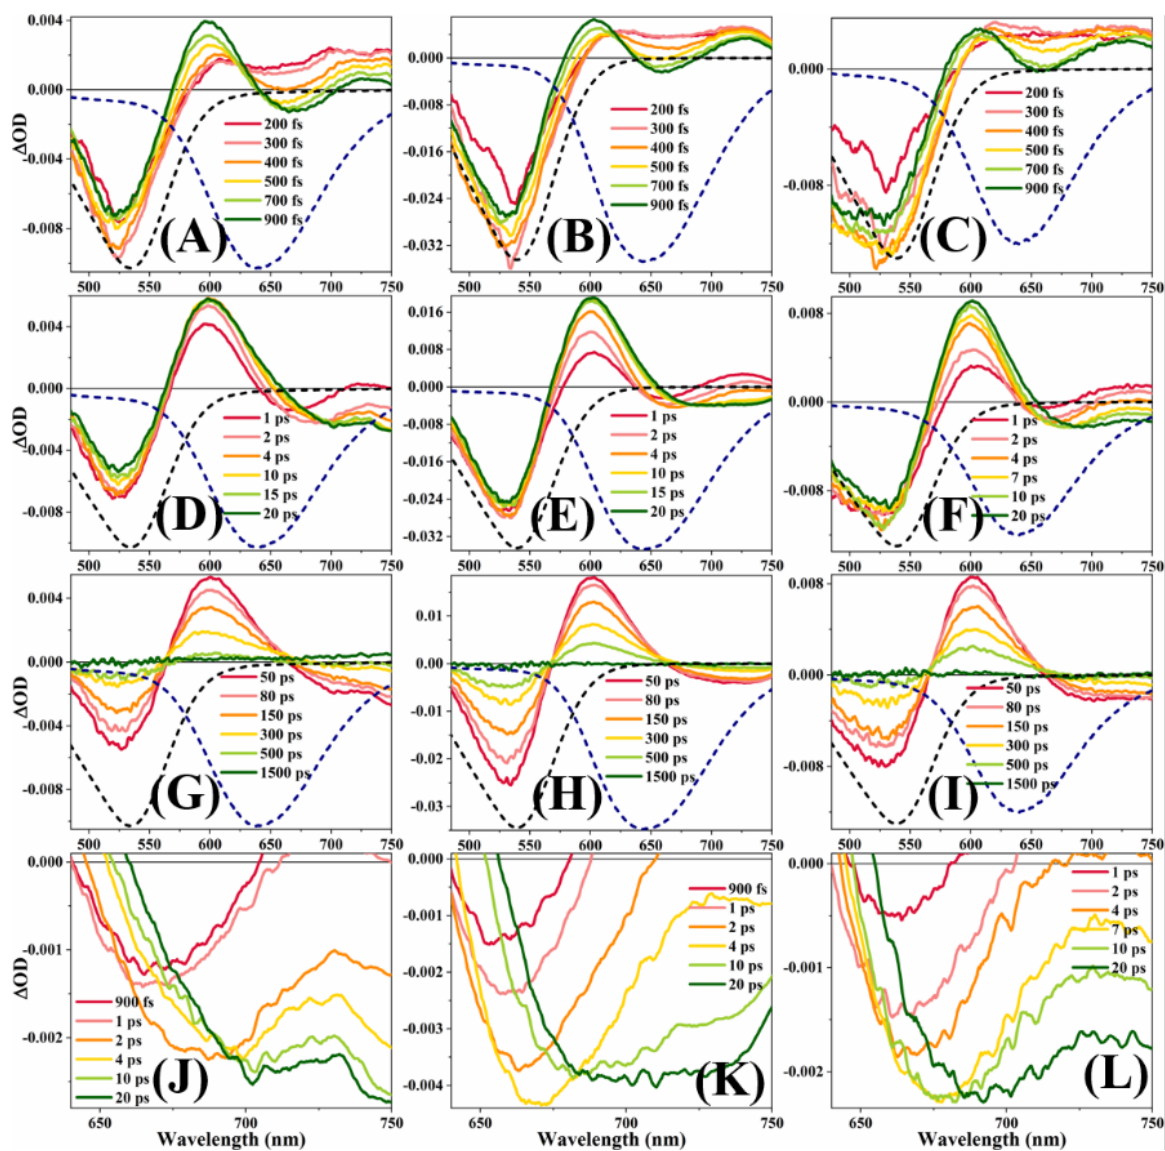 0.004
0.000
-0.004
-0.008
ΔOD
200 fs
300 fs
400 fs
500 fs
700 fs
900 fs
(A)
500 550 600 650 700 750
0.000
-0.008
-0.016
-0.024
-0.032
200 fs
300 fs
400 fs
500 fs
700 fs
900 fs
(B)
500 550 600 650 700 750
0.000
-0.008
200 fs
300 fs
400 fs
500 fs
700 fs
900 fs
(C)
500 550 600 650 700 750
0.004
0.000
-0.004
-0.008
ΔOD
1 ps
2 ps
4 ps
10 ps
15 ps
20 ps
(D)
500 550 600 650 700 750
0.016
0.008
0.000
-0.008
-0.016
-0.024
-0.032
1 ps
2 ps
4 ps
10 ps
15 ps
20 ps
(E)
500 550 600 650 700 750
0.008
0.000
-0.008
1 ps
2 ps
4 ps
7 ps
10 ps
20 ps
(F)
500 550 600 650 700 750
0.004
0.000
-0.004
-0.008
ΔOD
50 ps
80 ps
150 ps
300 ps
500 ps
1500 ps
(G)
500 550 600 650 700 750
0.01
0.00
-0.01
-0.03
50 ps
80 ps
150 ps
300 ps
500 ps
1500 ps
(H)
500 550 600 650 700 750
0.008
0.000
-0.008
50 ps
80 ps
150 ps
300 ps
500 ps
1500 ps
(I)
500 550 600 650 700 750
0.000
-0.001
-0.002
ΔOD
900 fs
1 ps
2 ps
4 ps
10 ps
20 ps
(J)
650 700 750
Wavelength (nm)
0.000
-0.001
-0.002
-0.003
-0.004
900 fs
1 ps
2 ps
4 ps
10 ps
20 ps
(K)
650 700 750
Wavelength (nm)
0.000
-0.001
-0.002
1 ps
2 ps
4 ps
7 ps
10 ps
20 ps
(L)
650 700 750
Wavelength (nm)